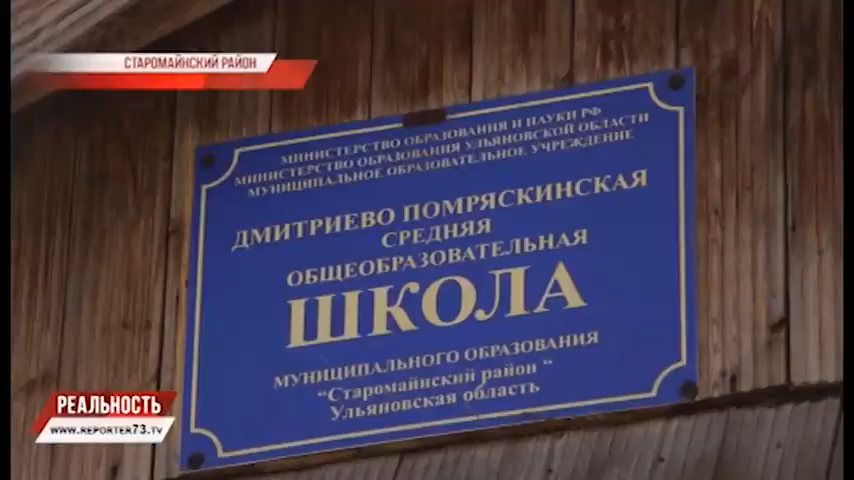 СТАРОМАЙНСКИЙ РАЙОН
МИНИСТЕРСТВО ОБРАЗОВАНИЯ И НАУКИ РФ
МИНИСТЕРСТВО ОБРАЗОВАНИЯ УЛЬЯНОВСКОЙ ОБЛАСТИ
МУНИЦИПАЛЬНОЕ ОБРАЗОВАТЕЛЬНОЕ УЧРЕЖДЕНИЕ
ДМИТРИЕВО ПОМРЯСКИНСКАЯ
СРЕДНЯЯ
ОБЩЕОБРАЗОВАТЕЛЬНАЯ
ШКОЛА
МУНИЦИПАЛЬНОГО ОБРАЗОВАНИЯ
“Старомайнский район “
Ульяновская область
РЕАЛЬНОСТЬ
WWW.REPORTER73.TV